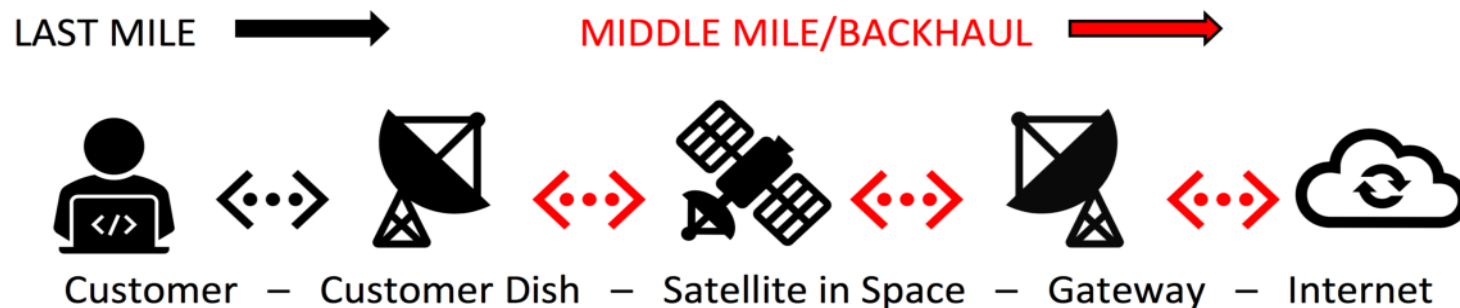 LAST MILE MIDDLE MILE/BACKHAUL
</>
Customer – Customer Dish – Satellite in Space – Gateway – Internet